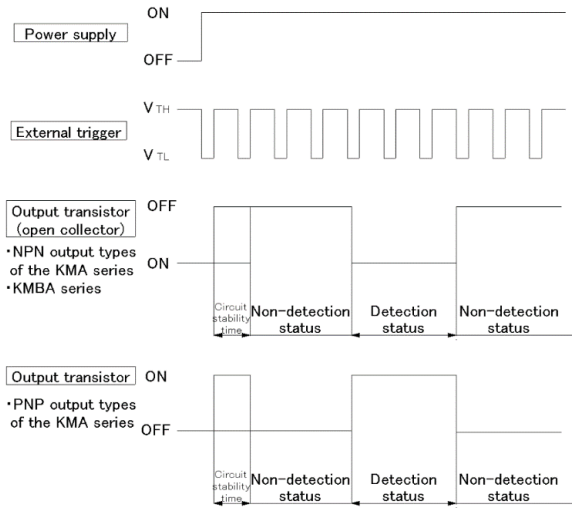 ON
Power supply
OFF
V TH
External trigger
V TL
Output transistor
(open collector)
OFF
・NPN output types
of the KMA series
・KMBA series
ON
Circuit
stability
time
Non-detection
status
Detection
status
Non-detection
status
Output transistor
ON
・PNP output types
of the KMA series
OFF
Circuit
stability
time
Non-detection
status
Detection
status
Non-detection
status